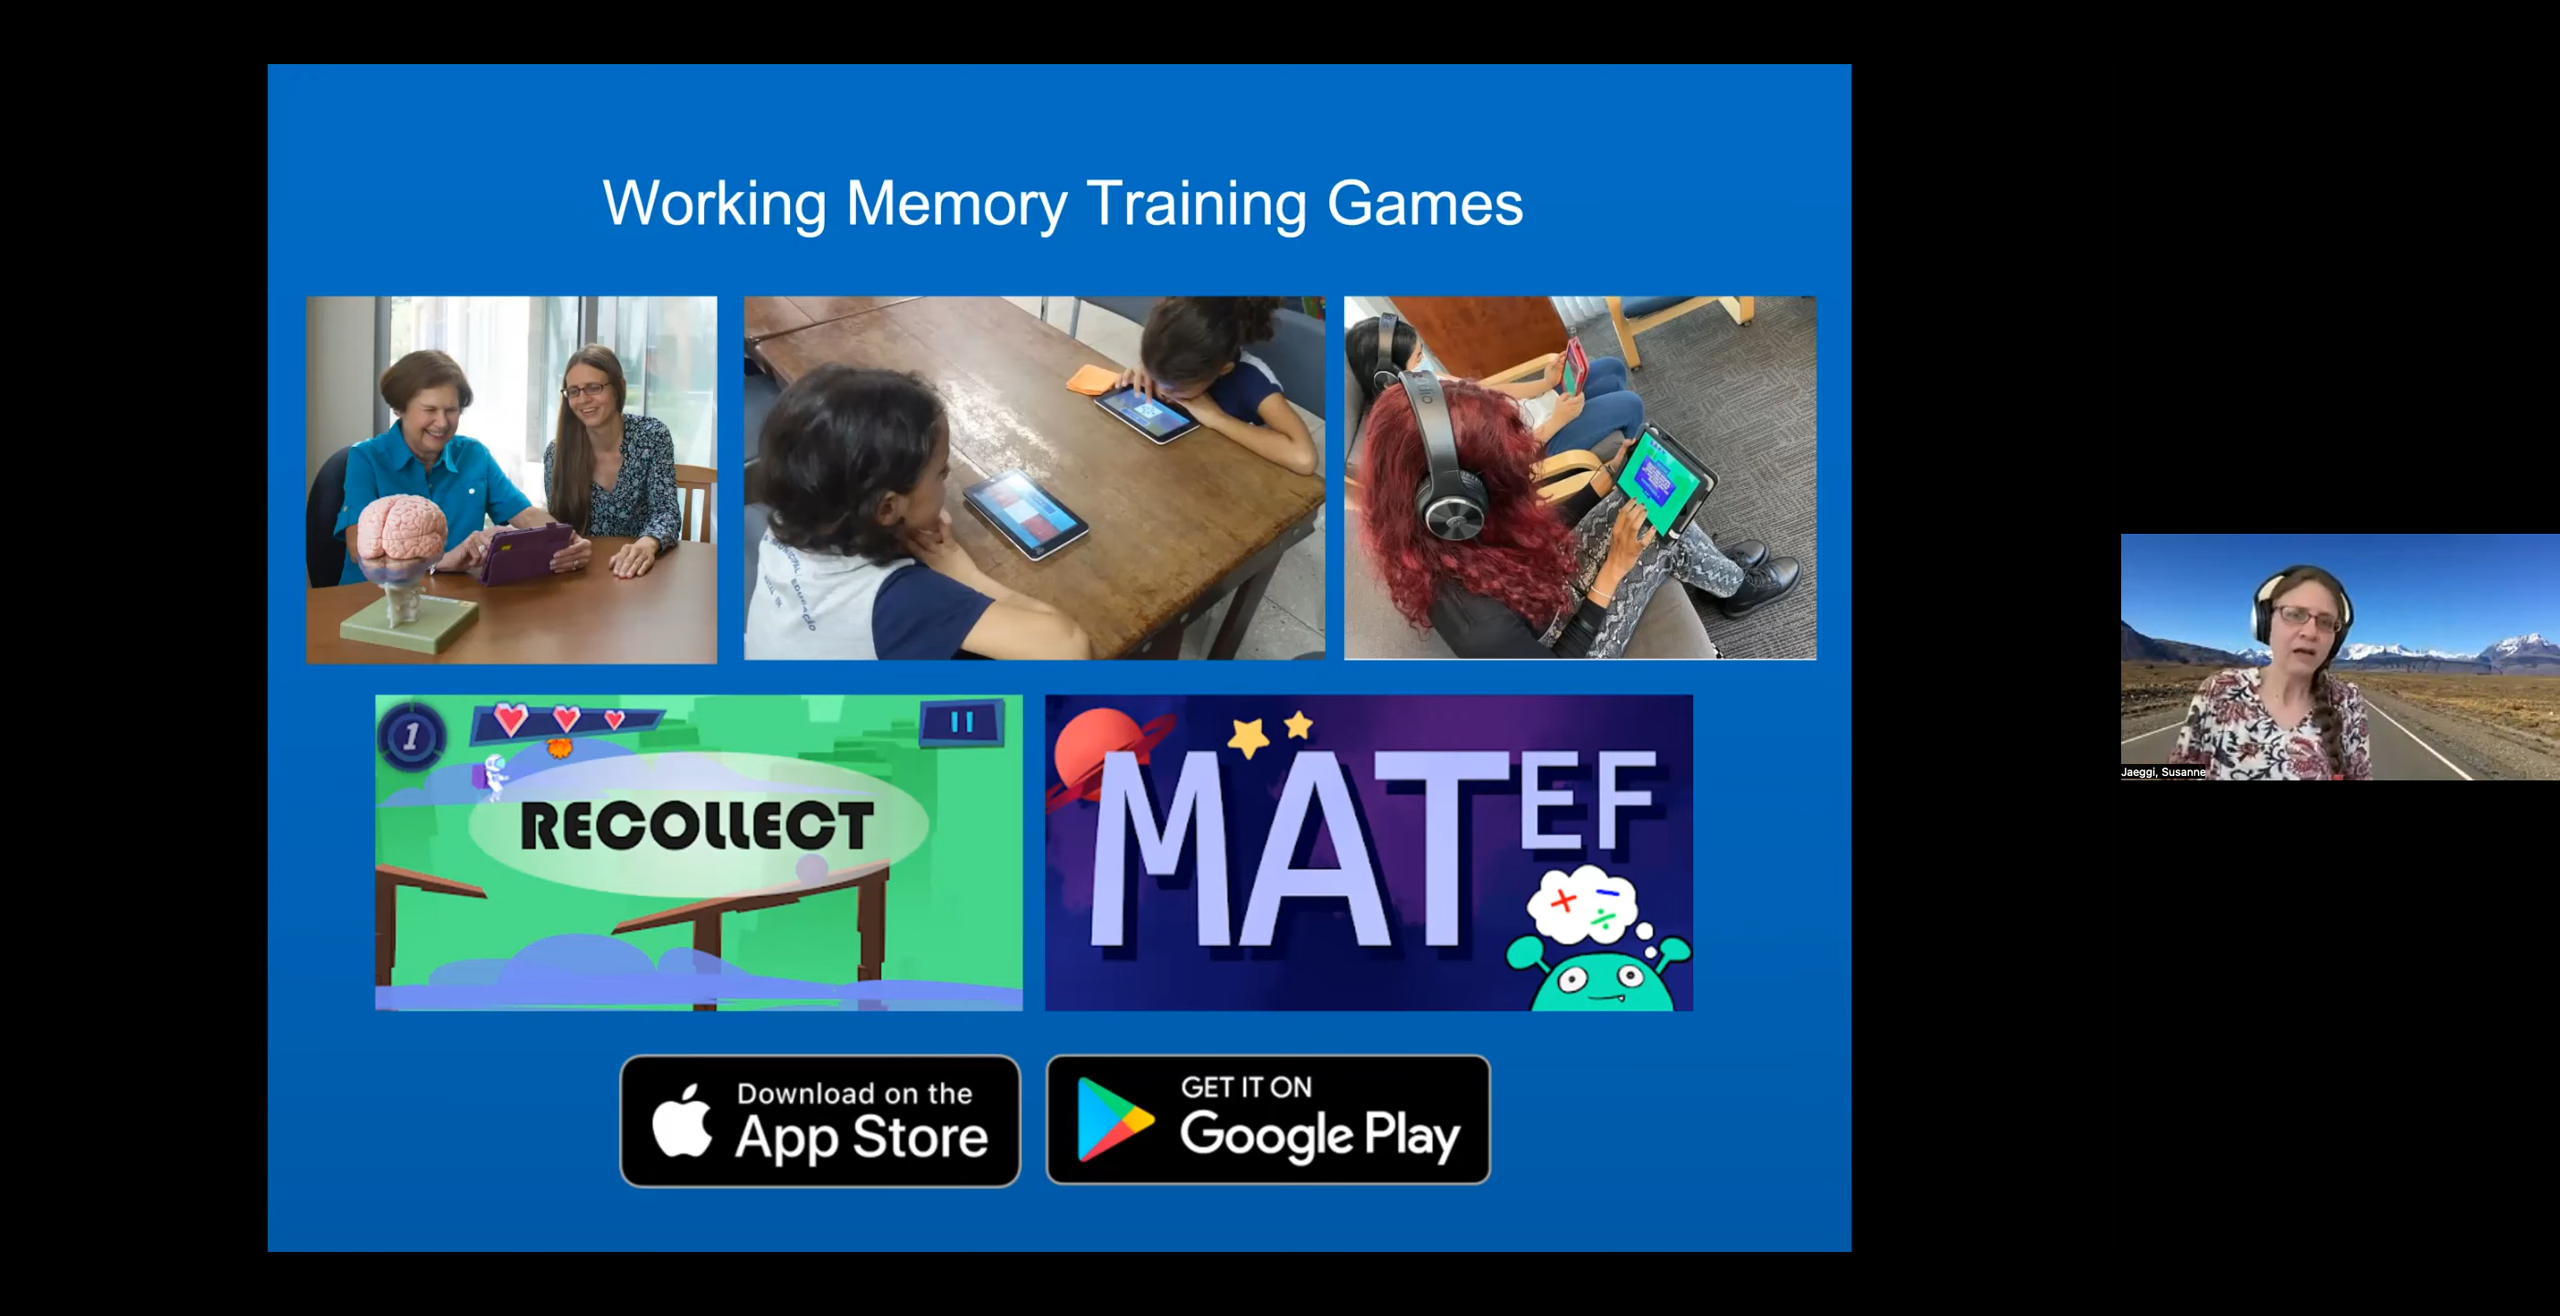 Working Memory Training Games
1
RECOLLECT
MATEF
Download on the
App Store
GET IT ON
Google Play
Jaeggi, Susanne